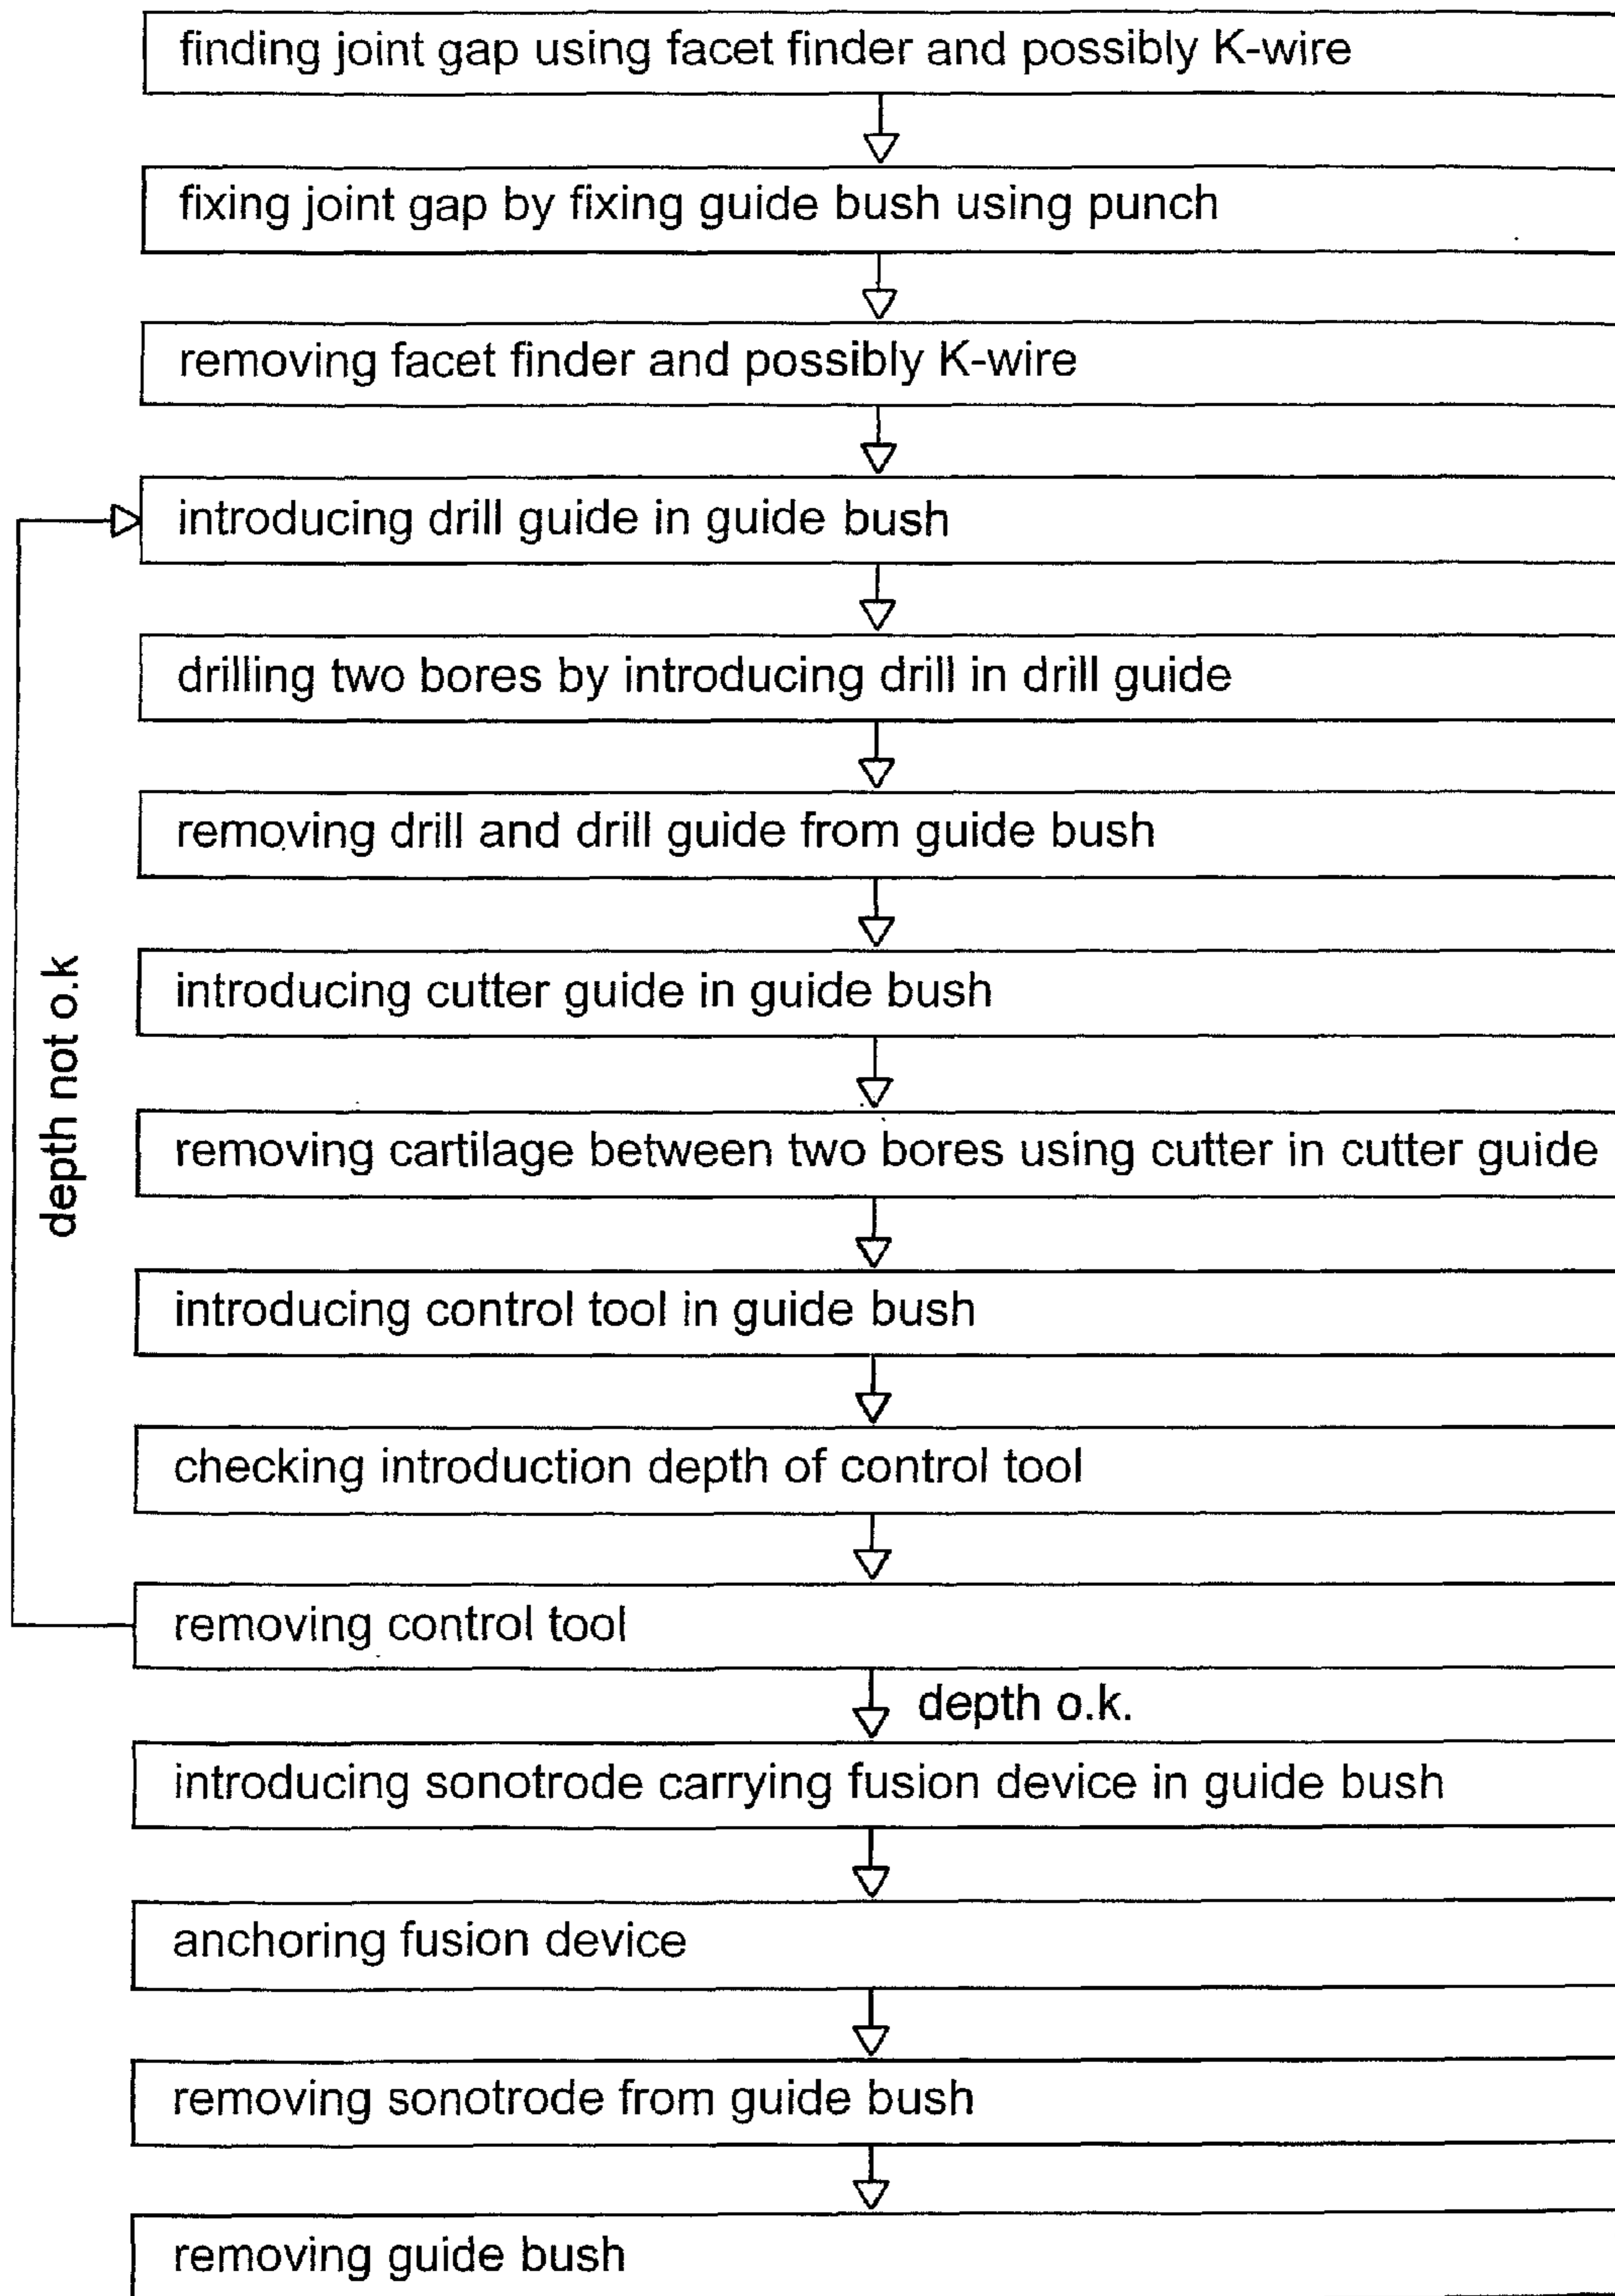 finding joint gap using facet finder and possibly K-wire
fixing joint gap by fixing guide bush using punch
removing facet finder and possibly K-wire
introducing drill guide in guide bush
drilling two bores by introducing drill in drill guide
removing drill and drill guide from guide bush
introducing cutter guide in guide bush
depth not o.k
removing cartilage between two bores using cutter in cutter guide
introducing control tool in guide bush
checking introduction depth of control tool
removing control tool
depth o.k.
introducing sonotrode carrying fusion device in guide bush
anchoring fusion device
removing sonotrode from guide bush
removing guide bush